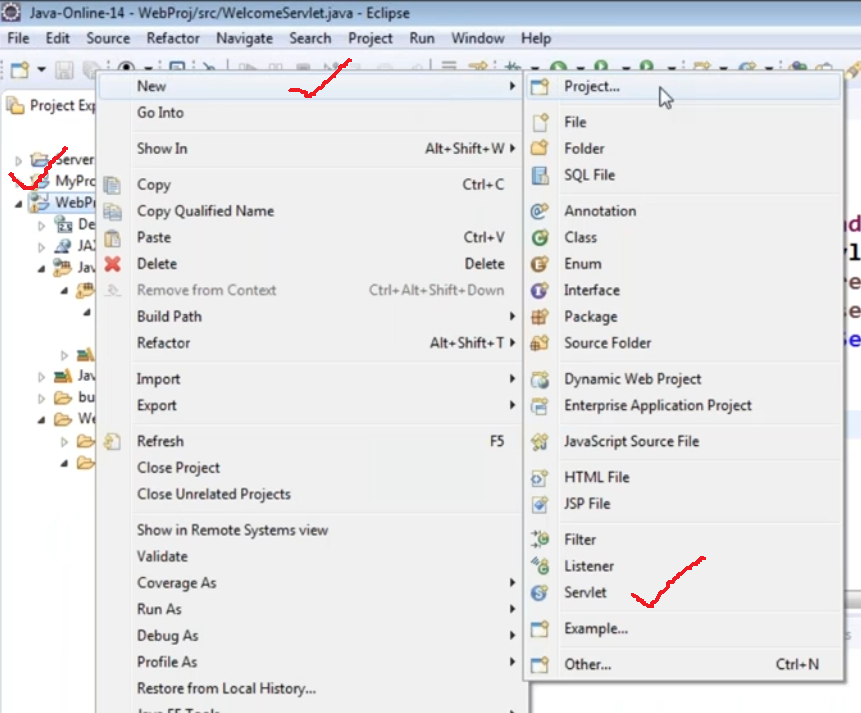 Java-Online-14 - WebProj/src/WelcomeServlet.java - Eclipse
File Edit Source Refactor Navigate Search Project Run Window Help
Project Exp
Server
MyPro
WebPr
De
JAX
Jav
Jav
bu
We
New
Go Into
Show In Alt+Shift+W
Copy Ctrl+C
Copy Qualified Name
Paste Ctrl+V
Delete Delete
Remove from Context Ctrl+Alt+Shift+Down
Build Path
Refactor Alt+Shift+T
Import
Export
Refresh F5
Close Project
Close Unrelated Projects
Show in Remote Systems view
Validate
Coverage As
Run As
Debug As
Profile As
Restore from Local History...
Java EE Tools
Project...
File
Folder
SQL File
Annotation
Class
Enum
Interface
Package
Source Folder
Dynamic Web Project
Enterprise Application Project
JavaScript Source File
HTML File
JSP File
Filter
Listener
Servlet
Example...
Other... Ctrl+N